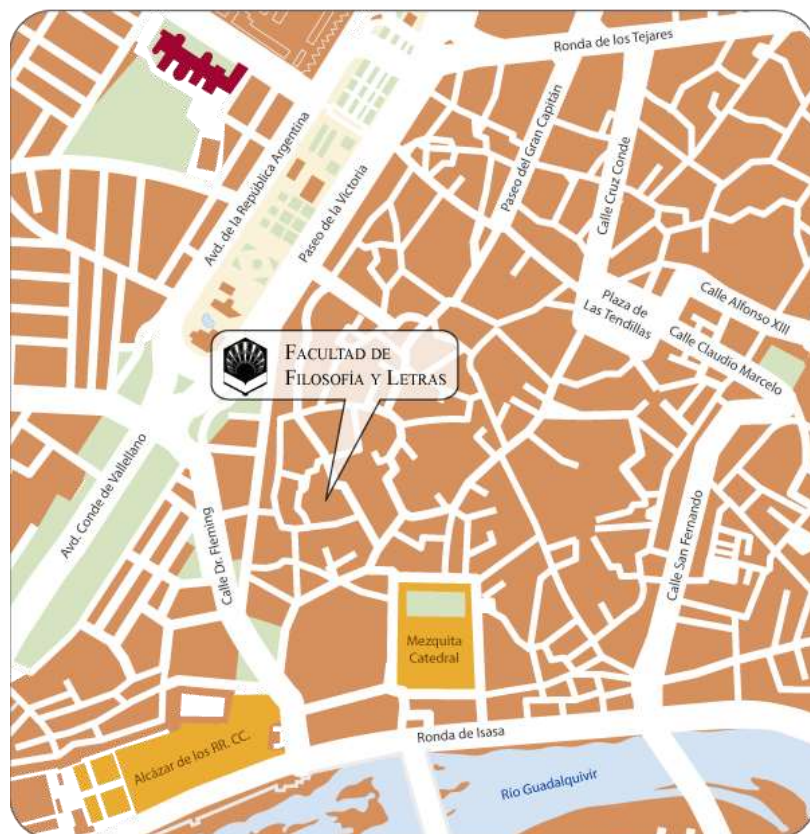 Ronda de los Tejares
Paseo del Gran Capitán
Calle Cruz Conde
Avd. de la República Argentina
Paseo de la Victoria
Plaza de
Las Tendillas
Calle Alfonso XIII
Calle Claudio Marcelo
FACULTAD DE
FILOSOFÍA Y LETRAS
Avd. Conde de Vallellano
Calle Dr. Fleming
Calle San Fernando
Mezquita
Catedral
Alcázar de los RR. CC.
Ronda de Isasa
Río Guadalquivir